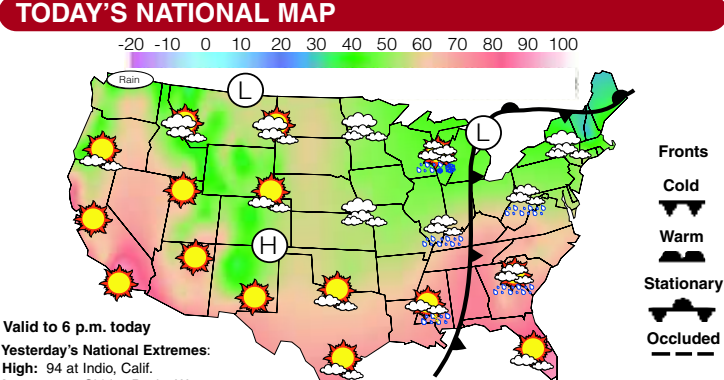 TODAY'S NATIONAL MAP
-20 -10 0 10 20 30 40 50 60 70 80 90 100
Rain
L
L
H
Fronts
Cold
Warm
Stationary
Occluded
Valid to 6 p.m. today
Yesterday's National Extremes:
High: 94 at Indio, Calif.